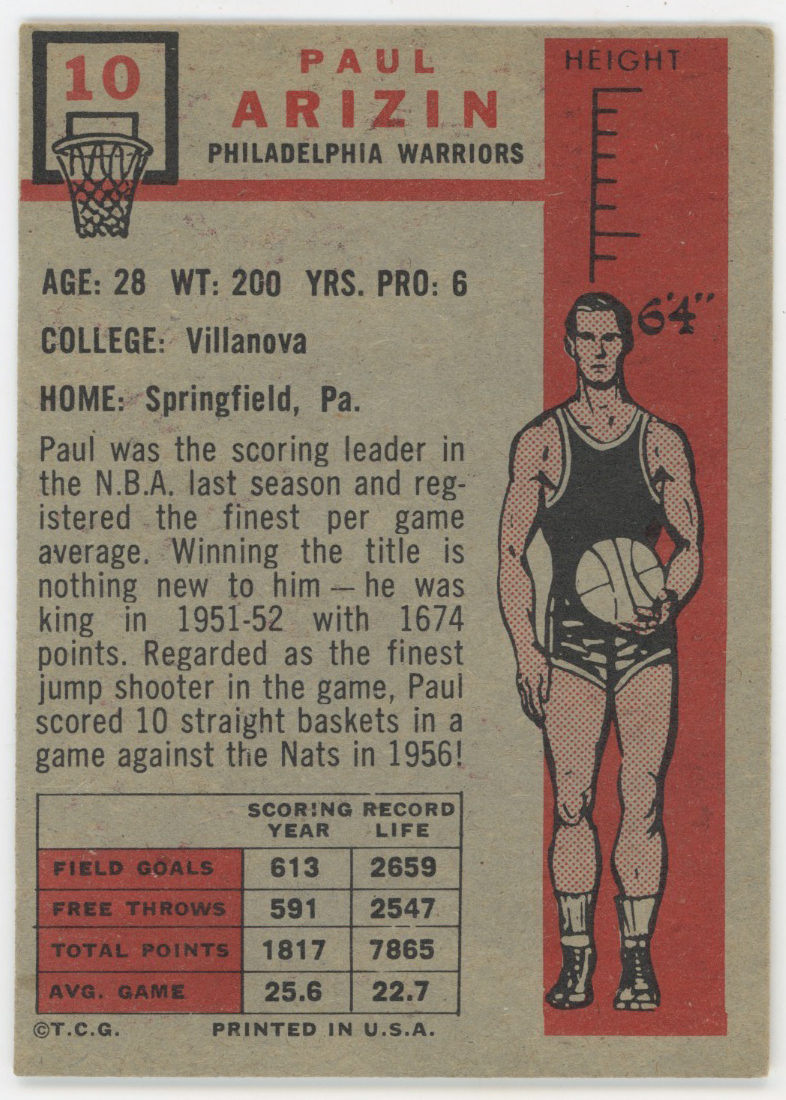 10
PAUL
ARIZIN
PHILADELPHIA WARRIORS
HEIGHT
6'4"
AGE: 28 WT: 200 YRS. PRO: 6
COLLEGE: Villanova
HOME: Springfield, Pa.
Paul was the scoring leader in
the N.B.A. last season and reg-
istered the finest per game
average. Winning the title is
nothing new to him — he was
king in 1951-52 with 1674
points. Regarded as the finest
jump shooter in the game, Paul
scored 10 straight baskets in a
game against the Nats in 1956!
SCORING RECORD
YEAR LIFE
FIELD GOALS 613 2659
FREE THROWS 591 2547
TOTAL POINTS 1817 7865
AVG. GAME 25.6 22.7
©T.C.G. PRINTED IN U.S.A.